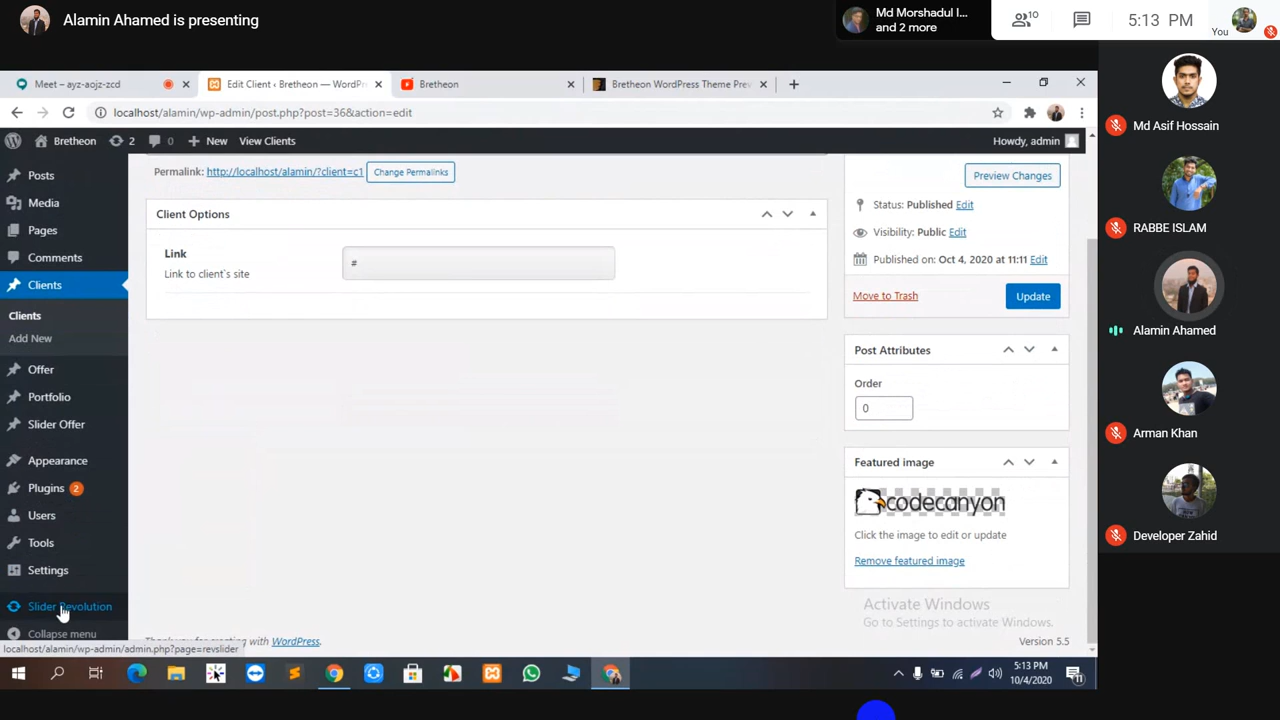 Alamin Ahamed is presenting
Md Morshadul I...
and 2 more
10
5:13 PM
You
Meet – ayz-aojz-zcd
Edit Client ‹ Bretheon — WordPr
Bretheon
Bretheon WordPress Theme Prev
localhost/alamin/wp-admin/post.php?post=36&action=edit
Bretheon
2
0
New
View Clients
Howdy, admin
Posts
Media
Pages
Comments
Clients
Clients
Add New
Offer
Portfolio
Slider Offer
Appearance
Plugins 2
Users
Tools
Settings
Slider Revolution
Collapse menu
localhost/alamin/wp-admin/admin.php?page=revslider
Permalink: http://localhost/alamin/?client=c1 Change Permalinks
Client Options
Link
Link to client's site
#
Preview Changes
Status: Published Edit
Visibility: Public Edit
Published on: Oct 4, 2020 at 11:11 Edit
Move to Trash
Update
Post Attributes
Order
0
Featured image
codecanyon
Click the image to edit or update
Remove featured image
Activate Windows
Go to Settings to activate Windows.
Thank you for creating with WordPress.
Version 5.5
5:13 PM
10/4/2020
11
Md Asif Hossain
RABBE ISLAM
Alamin Ahamed
Arman Khan
Developer Zahid